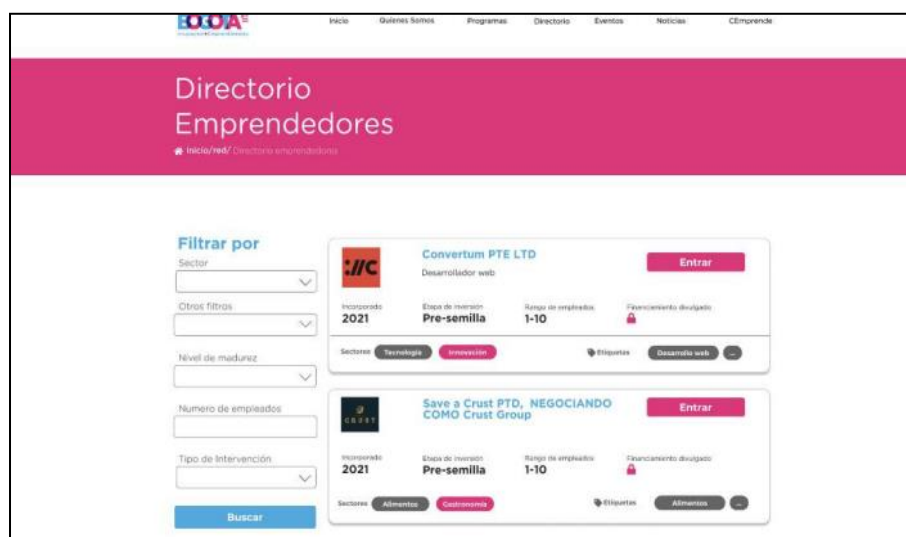 BOGOTA
Inicio Quienes Somos Programas Directorio Eventos Noticias CEmprende
Directorio
Emprendedores
Inicio/red/ Directorio emprendedores
Filtrar por
Sector
Otros filtros
Nivel de madurez
Numero de empleados
Tipo de Intervención
Buscar
://C
Convertum PTE LTD
Desarrollador web
Entrar
Incorporado Etapa de inversión Rango de empleados Financiamiento divulgado
2021 Pre-semilla 1-10
Sectores Tecnología Innovación Etiquetas Desarrollo web ...
CRUST
Save a Crust PTD, NEGOCIANDO
COMO Crust Group
Entrar
Incorporado Etapa de inversión Rango de empleados Financiamiento divulgado
2021 Pre-semilla 1-10
Sectores Alimentos Gastronomía Etiquetas Alimentos ...